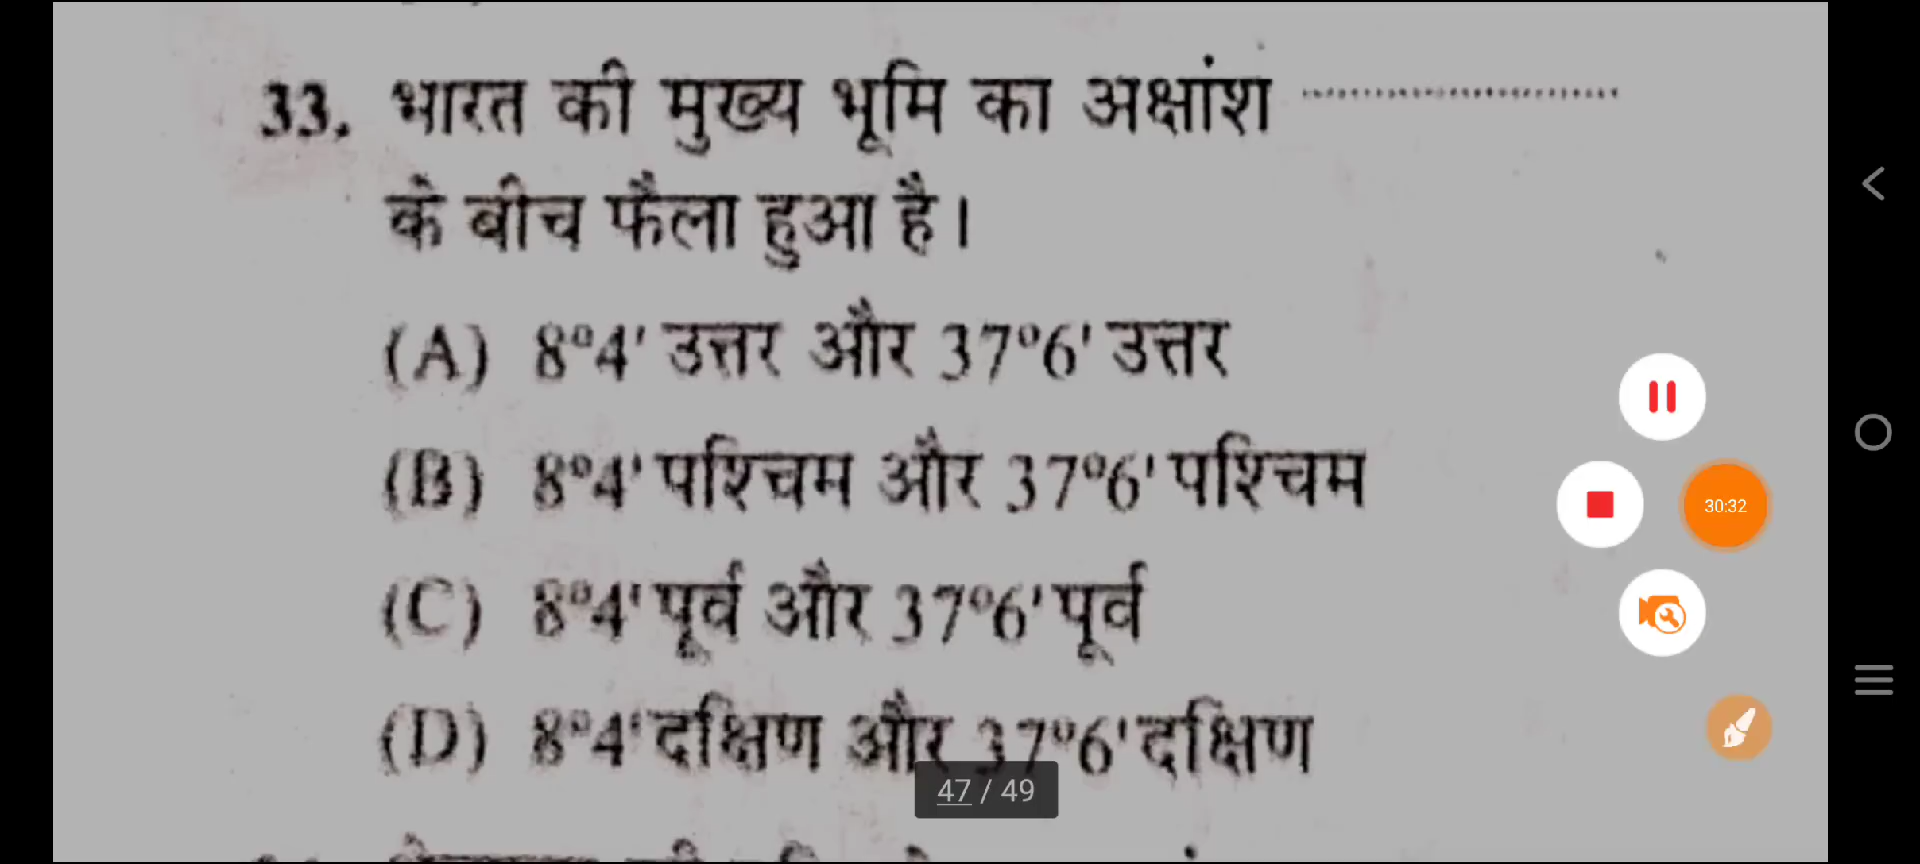 33. भारत की मुख्य भूमि का अक्षांश ........................
के बीच फैला हुआ है।
(A) 8°4' उत्तर और 37°6' उत्तर
(B) 8°4' पश्चिम और 37°6' पश्चिम
(C) 8°4' पूर्व और 37°6' पूर्व
(D) 8°4' दक्षिण और 37°6' दक्षिण
30:32
47 / 49